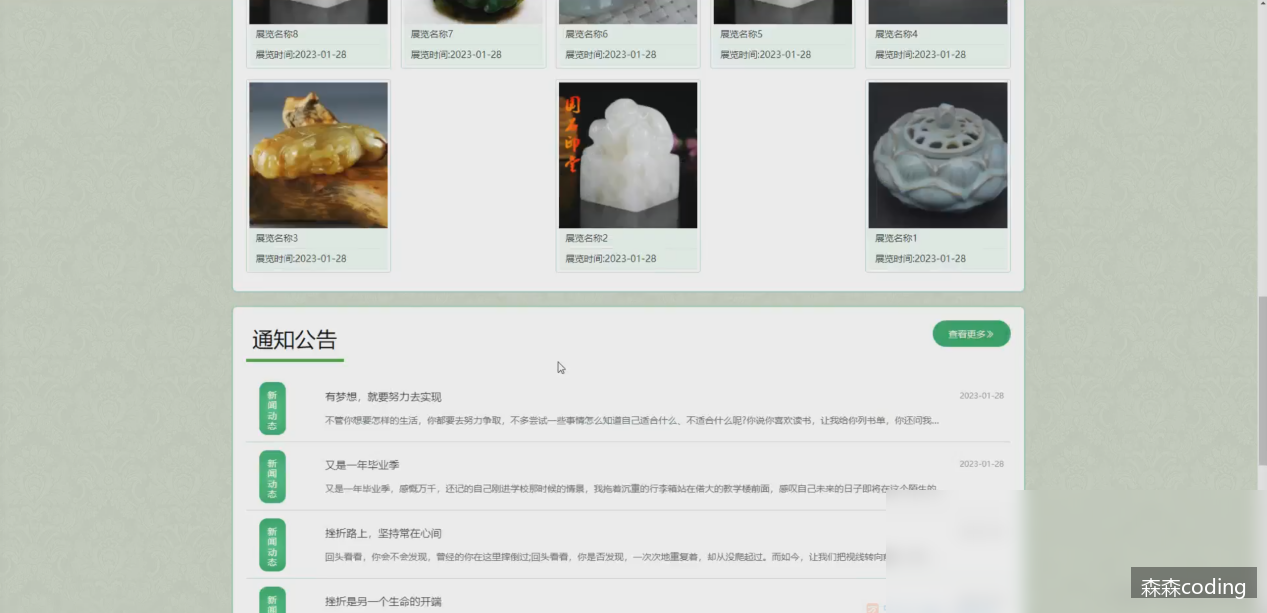 展览名称8
展览时间:2023-01-28
展览名称7
展览时间:2023-01-28
展览名称6
展览时间:2023-01-28
展览名称5
展览时间:2023-01-28
展览名称4
展览时间:2023-01-28
展览名称3
展览时间:2023-01-28
展览名称2
展览时间:2023-01-28
展览名称1
展览时间:2023-01-28
通知公告
查看更多》
新闻动态
有梦想，就要努力去实现
2023-01-28
不管你想要怎样的生活，你都要去努力争取，不多尝试一些事情怎么知道自己适合什么、不适合什么呢?你说你喜欢读书，让我给你列书单，你还问我...
新闻动态
又是一年毕业季
2023-01-28
又是一年毕业季，感慨万千，还记的自己刚进学校那时候的情景，我拖着沉重的行李箱站在偌大的教学楼前面，感叹自己未来的日子即将在这个陌生的
新闻动态
挫折路上，坚持常在心间
回头看看，你会不会发现，曾经的你在这里摔倒过;回头看看，你是否发现，一次次地重复着，却从没爬起过。而如今，让我们把视线转向
新闻
挫折是另一个生命的开端
森森coding